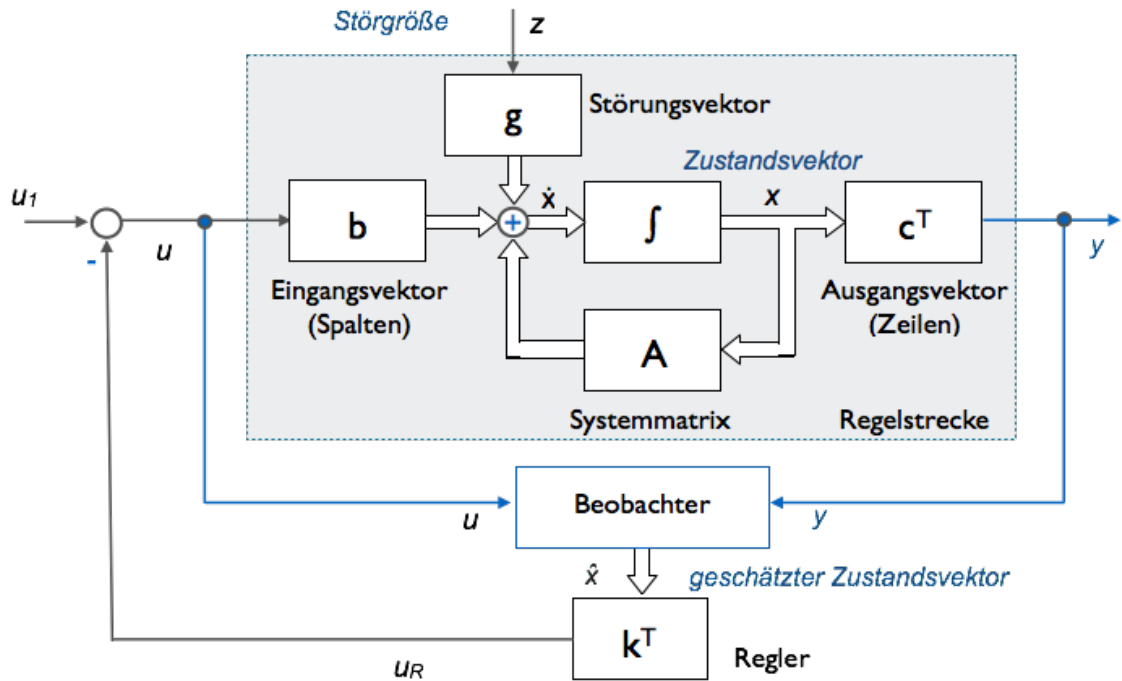 Störgröße
z
g
Störungsvektor
Zustandsvektor
u1
-
u
b
+
ẋ
∫
x
cᵀ
y
Eingangsvektor
(Spalten)
Ausgangsvektor
(Zeilen)
A
Systemmatrix
Regelstrecke
u
Beobachter
y
x̂
geschätzter Zustandsvektor
kᵀ
Regler
uR